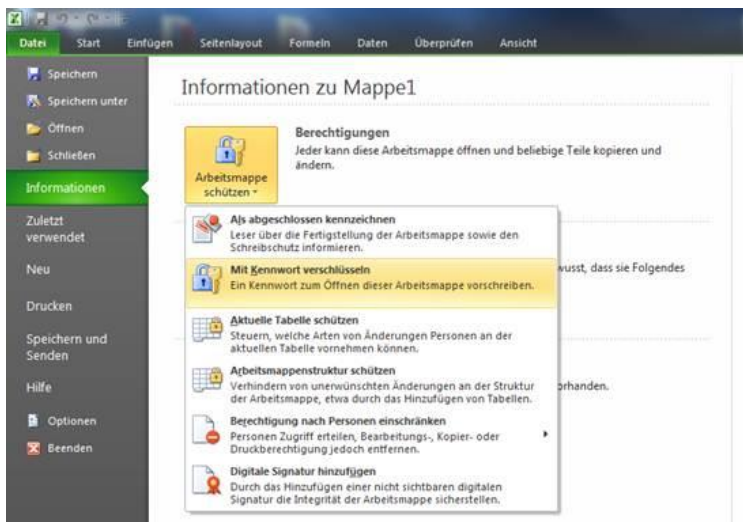 Datei Start Einfügen Seitenlayout Formeln Daten Überprüfen Ansicht
Speichern
Speichern unter
Öffnen
Schließen
Informationen
Zuletzt
verwendet
Neu
Drucken
Speichern und
Senden
Hilfe
Optionen
Beenden
Informationen zu Mappe1
Arbeitsmappe
schützen
Berechtigungen
Jeder kann diese Arbeitsmappe öffnen und beliebige Teile kopieren und
ändern.
Als abgeschlossen kennzeichnen
Leser über die Fertigstellung der Arbeitsmappe sowie den
Schreibschutz informieren.
Mit Kennwort verschlüsseln
Ein Kennwort zum Öffnen dieser Arbeitsmappe vorschreiben.
wusst, dass sie Folgendes
Aktuelle Tabelle schützen
Steuern, welche Arten von Änderungen Personen an der
aktuellen Tabelle vornehmen können.
Arbeitsmappenstruktur schützen
Verhindern von unerwünschten Änderungen an der Struktur
der Arbeitsmappe, etwa durch das Hinzufügen von Tabellen.
orhanden.
Berechtigung nach Personen einschränken
Personen Zugriff erteilen, Bearbeitungs-, Kopier- oder
Druckberechtigung jedoch entfernen.
Digitale Signatur hinzufügen
Durch das Hinzufügen einer nicht sichtbaren digitalen
Signatur die Integrität der Arbeitsmappe sicherstellen.